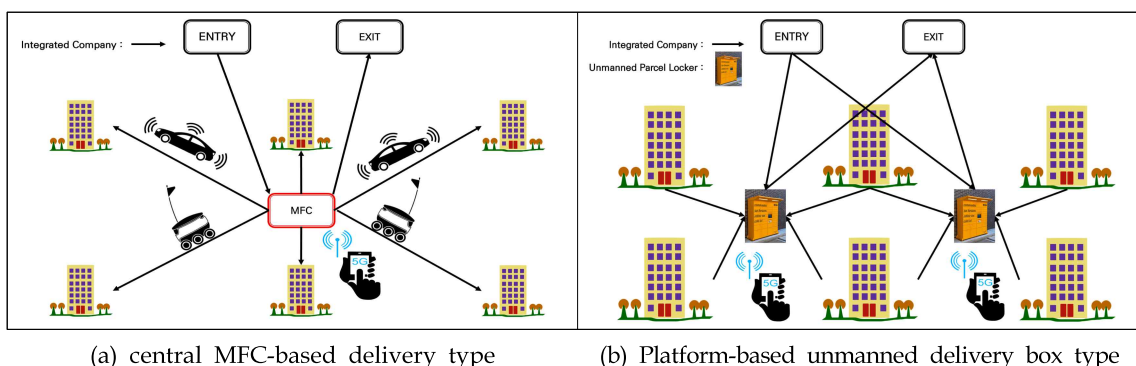 Integrated Company :
ENTRY
EXIT
MFC
5G
(a) central MFC-based delivery type
Integrated Company :
Unmanned Parcel Locker :
ENTRY
EXIT
5G
5G
(b) Platform-based unmanned delivery box type